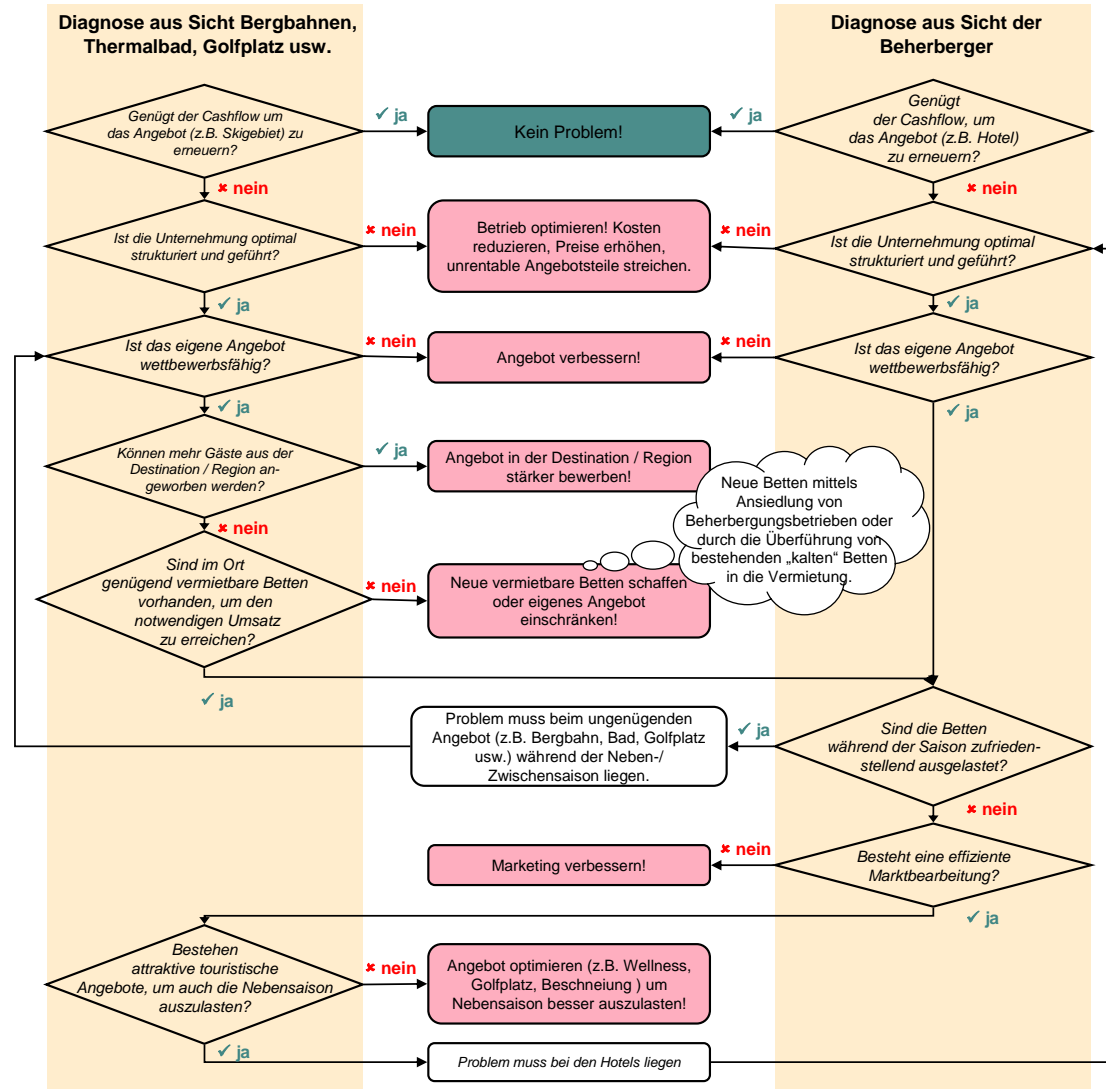 Diagnose aus Sicht Bergbahnen,
Thermalbad, Golfplatz usw.
Diagnose aus Sicht der
Beherberger
Genügt der Cashflow um
das Angebot (z.B. Skigebiet) zu
erneuern?
✓ ja
Kein Problem!
✓ ja
Genügt
der Cashflow, um
das Angebot (z.B. Hotel)
zu erneuern?
✖ nein
✖ nein
Ist die Unternehmung optimal
strukturiert und geführt?
✖ nein
Betrieb optimieren! Kosten
reduzieren, Preise erhöhen,
unrentable Angebotsteile streichen.
✖ nein
Ist die Unternehmung optimal
strukturiert und geführt?
✓ ja
✓ ja
Ist das eigene Angebot
wettbewerbsfähig?
✖ nein
Angebot verbessern!
✖ nein
Ist das eigene Angebot
wettbewerbsfähig?
✓ ja
✓ ja
Können mehr Gäste aus der
Destination / Region an-
geworben werden?
✓ ja
Angebot in der Destination / Region
stärker bewerben!
Neue Betten mittels
Ansiedlung von
Beherbergungsbetrieben oder
durch die Überführung von
bestehenden „kalten“ Betten
in die Vermietung.
✖ nein
Sind im Ort
genügend vermietbare Betten
vorhanden, um den
notwendigen Umsatz
zu erreichen?
✖ nein
Neue vermietbare Betten schaffen
oder eigenes Angebot
einschränken!
✓ ja
Problem muss beim ungenügenden
Angebot (z.B. Bergbahn, Bad, Golfplatz
usw.) während der Neben-/
Zwischensaison liegen.
✓ ja
Sind die Betten
während der Saison zufrieden-
stellend ausgelastet?
✖ nein
Marketing verbessern!
✖ nein
Besteht eine effiziente
Marktbearbeitung?
✓ ja
Bestehen
attraktive touristische
Angebote, um auch die Nebensaison
auszulasten?
✖ nein
Angebot optimieren (z.B. Wellness,
Golfplatz, Beschneiung ) um
Nebensaison besser auszulasten!
✓ ja
Problem muss bei den Hotels liegen